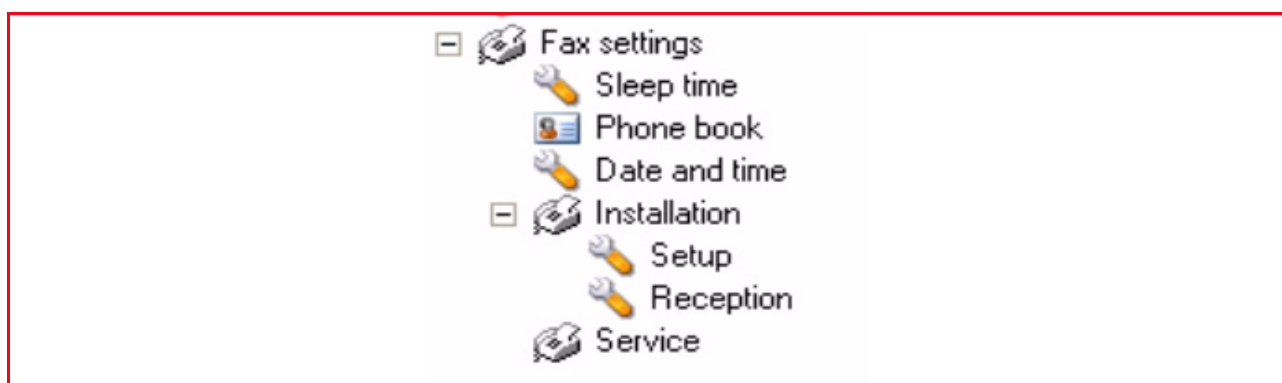 Fax settings
Sleep time
Phone book
Date and time
Installation
Setup
Reception
Service